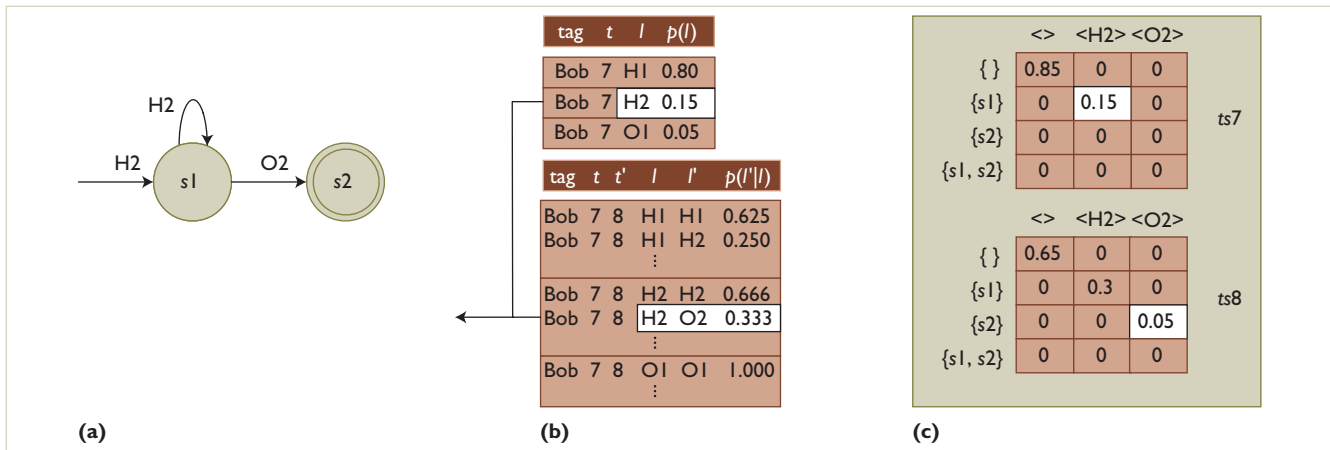 H2
H2
s1
O2
s2
(a)
tag t l p(l)
Bob 7 H1 0.80
Bob 7 H2 0.15
Bob 7 O1 0.05
tag t t' l l' p(l'|l)
Bob 7 8 H1 H1 0.625
Bob 7 8 H1 H2 0.250
⋮
Bob 7 8 H2 H2 0.666
Bob 7 8 H2 O2 0.333
⋮
Bob 7 8 O1 O1 1.000
⋮
(b)
<> <H2> <O2>
{ } 0.85 0 0
{s1} 0 0.15 0
{s2} 0 0 0
{s1, s2} 0 0 0
ts7
<> <H2> <O2>
{ } 0.65 0 0
{s1} 0 0.3 0
{s2} 0 0 0.05
{s1, s2} 0 0 0
ts8
(c)